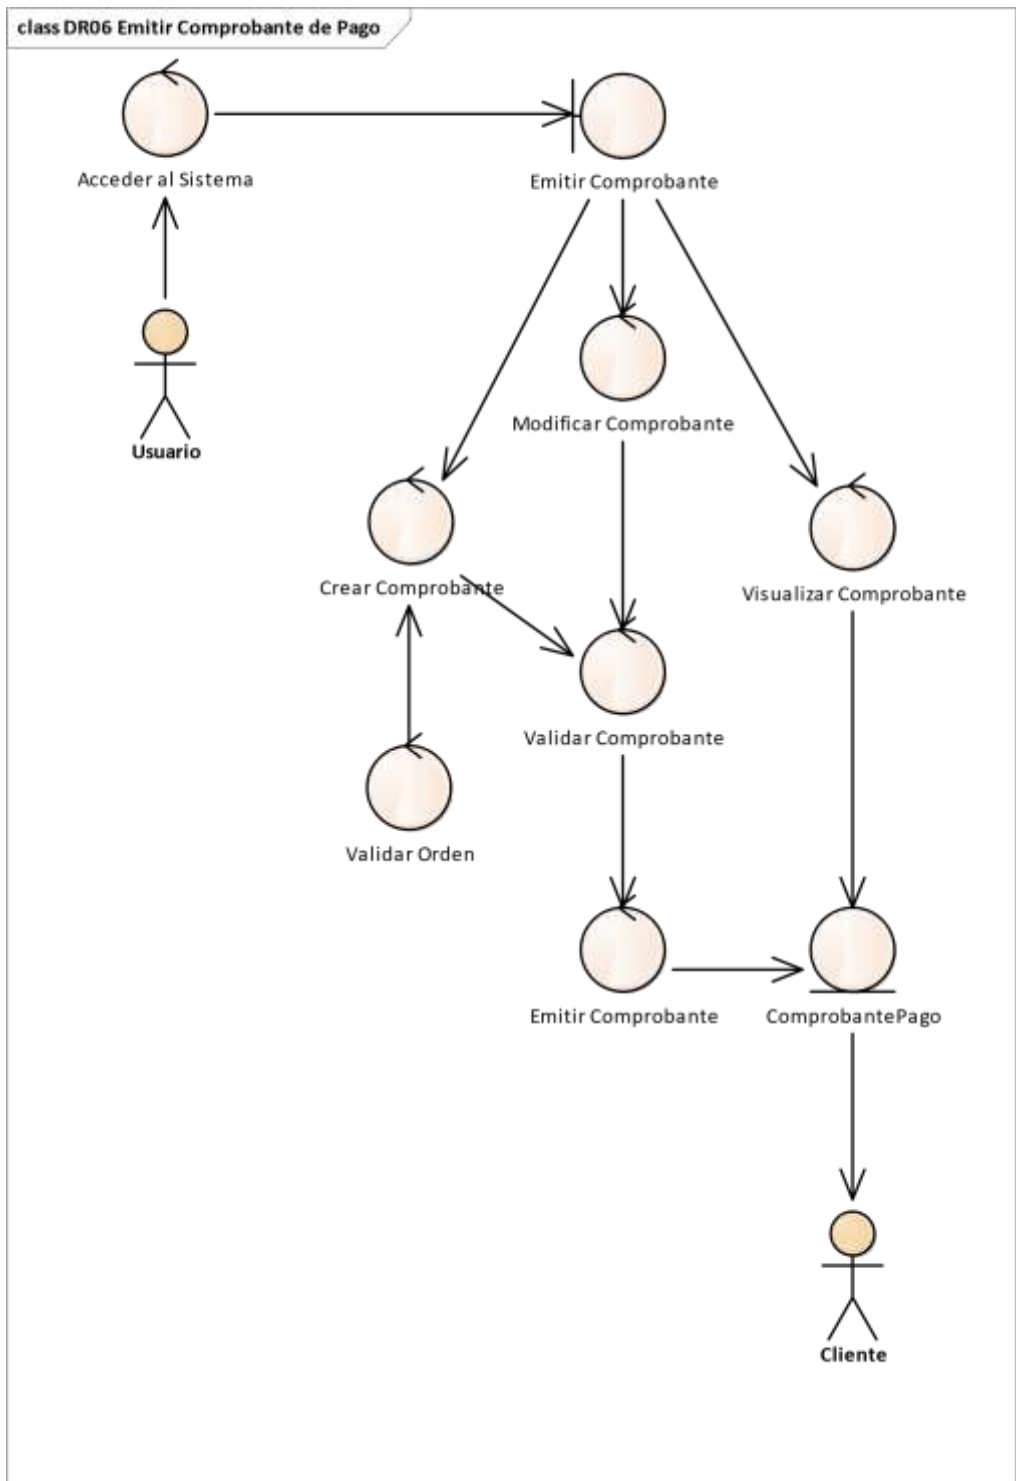 class DR06 Emitir Comprobante de Pago
Acceder al Sistema
Emitir Comprobante
Usuario
Modificar Comprobante
Crear Comprobante
Visualizar Comprobante
Validar Comprobante
Validar Orden
Emitir Comprobante
ComprobantePago
Cliente